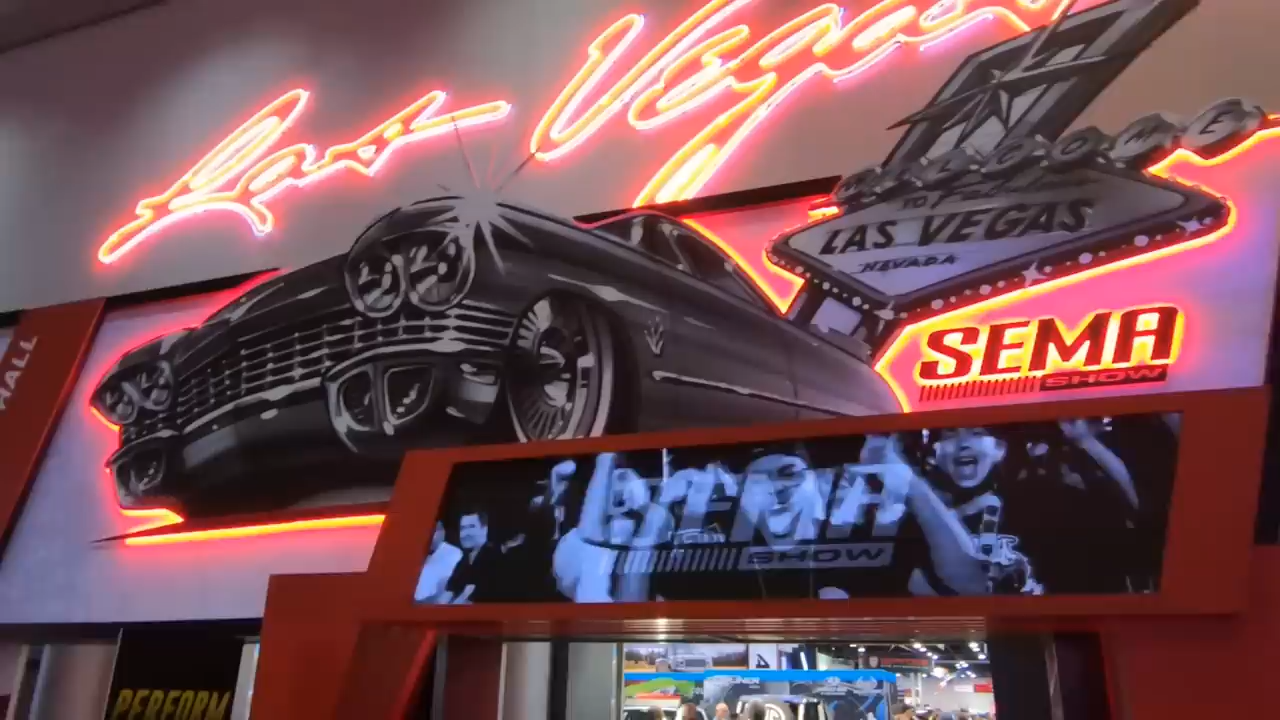 Las Vegas
WELCOME
TO Fabulous
LAS VEGAS
NEVADA
SEMA
SHOW
HALL
SEMA
SHOW
PERFORM